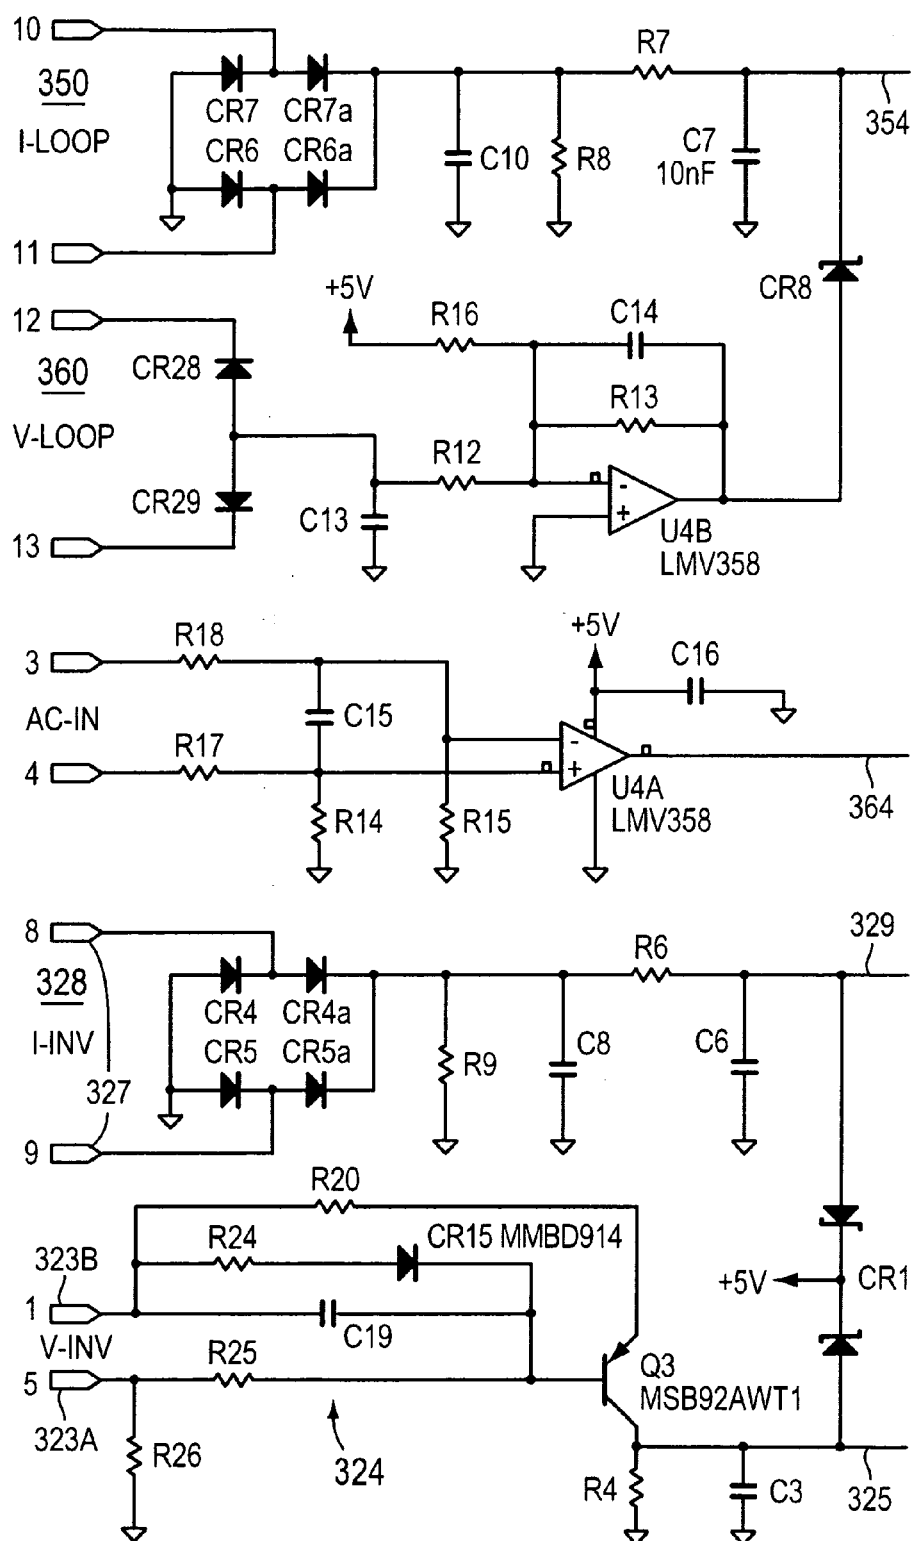 10
350
I-LOOP
11
CR7
CR7a
CR6
CR6a
C10
R8
R7
C7
10nF
354
CR8
12
360
V-LOOP
13
CR28
CR29
+5V
R16
C14
R13
R12
C13
-
+
U4B
LMV358
3
AC-IN
4
R18
R17
C15
R14
R15
+5V
C16
-
+
U4A
LMV358
364
8
328
I-INV
327
9
CR4
CR4a
CR5
CR5a
R9
C8
R6
C6
329
R20
R24
CR15 MMBD914
323B
1
V-INV
C19
5
R25
323A
R26
324
Q3
MSB92AWT1
+5V
CR1
R4
C3
325